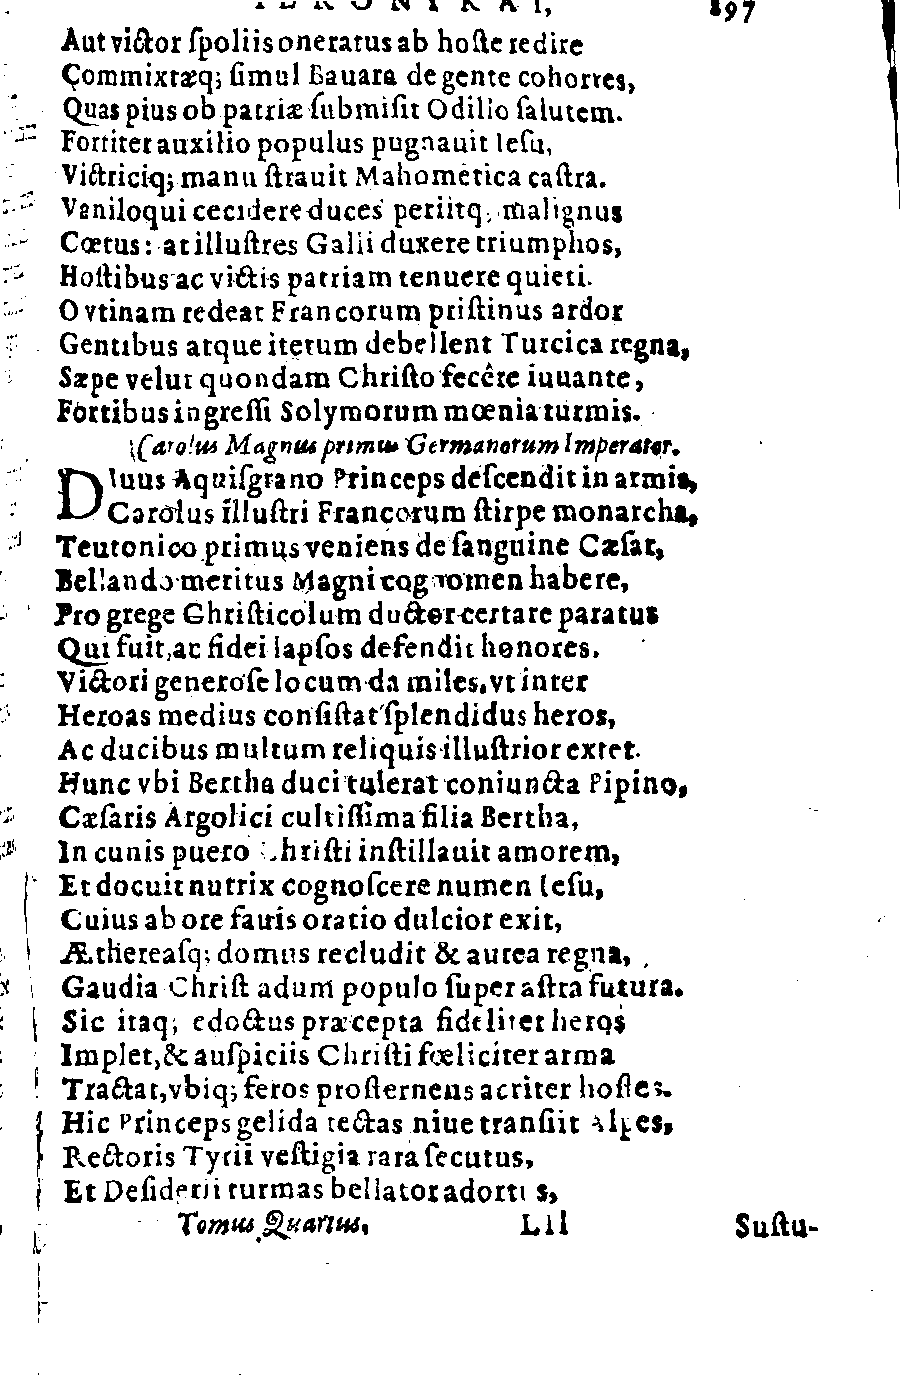 897
Aut victor ſpoliis oneratus ab hoſte redire
Commixtæq; ſimul Bauara de gente cohortes,
Quas pius ob patriæ ſubmiſit Odilio ſalutem.
Fortiter auxilio populus pugnauit Ieſu,
Victriciq; manu ſtrauit Mahometica caſtra.
Vaniloqui cecidere duces periitq; malignus
Cœtus: at illuſtres Galli duxere triumphos,
Hoſtibus ac victis patriam tenuere quieti.
O vtinam redeat Francorum priſtinus ardor
Gentibus atque iterum debellent Turcica regna,
Sæpe velut quondam Chriſto fecêre iuuante,
Fortibus ingreſſi Solymorum mœnia turmis.
Carolus Magnus primus Germanorum Imperator.
DIuus Aquiſgrano Princeps deſcendit in armis,
Carolus illuſtri Francorum ſtirpe monarcha,
Teutonico primus veniens de ſanguine Cæſar,
Bellando meritus Magni cognomen habere,
Pro grege Chriſticolum ductor certare paratus
Qui fuit, ac fidei lapſos defendit honores.
Victori generoſe locum da miles, vt inter
Heroas medius conſiſtat ſplendidus heros,
Ac ducibus multum reliquis illuſtrior extet.
Hunc vbi Bertha duci tulerat coniuncta Pipino,
Cæſaris Argolici cultiſſima filia Bertha,
In cunis puero Chriſti inſtillauit amorem,
Et docuit nutrix cognoſcere numen Ieſu,
Cuius ab ore fauis oratio dulcior exit,
Æthereaſq; domus recludit & aurea regna,
Gaudia Chriſt adum populo ſuper aſtra futura.
Sic itaq; edoctus præcepta fideliter heros
Implet, & auſpiciis Chriſti fœliciter arma
Tractat, vbiq; feros proſternens acriter hoſtes.
Hic Princeps gelida tectas niue tranſiit Alpes,
Rectoris Tyrii veſtigia rara ſecutus,
Et Deſiderii turmas bellator adortus,
Tomus Quartus. Lll Suſtu-